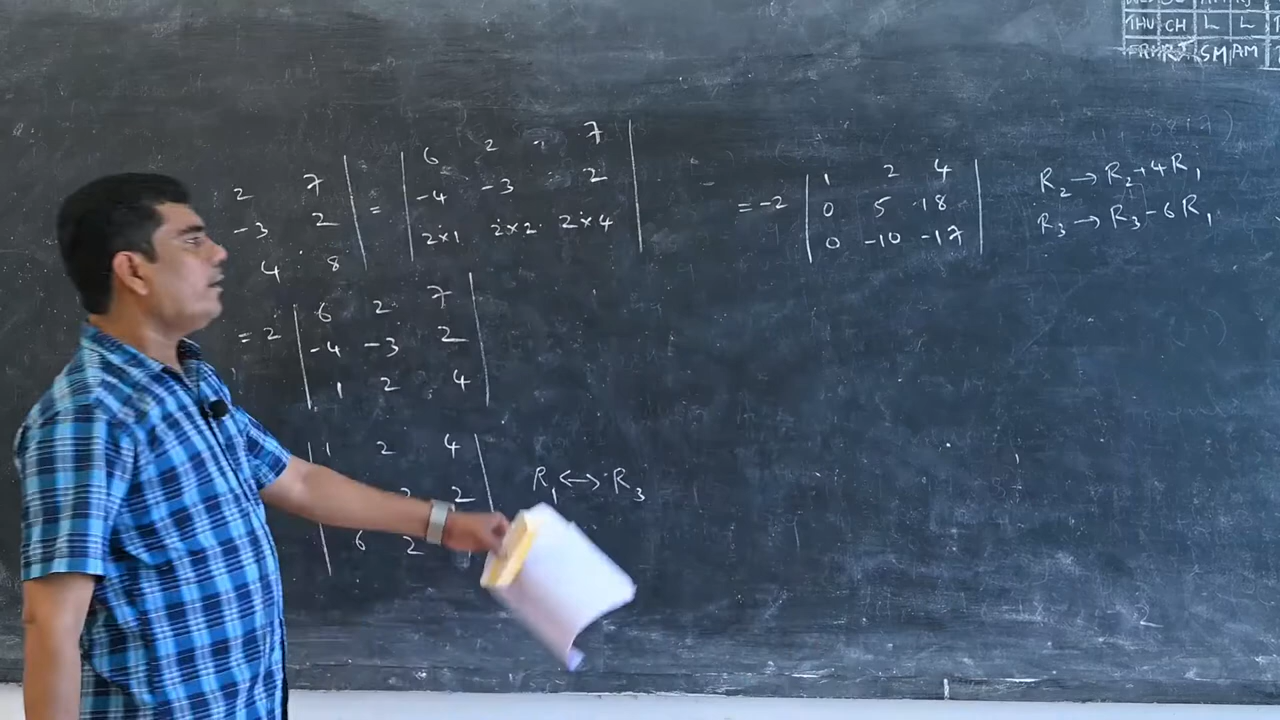 THU CH L L
SM AM
2 7
-3 2
4 8
=
6 2 7
-4 -3 2
2×1 2×2 2×4
= 2
6 2 7
-4 -3 2
1 2 4
1 2 4
2
6 2
R₁ ↔ R₃
= -2
1 2 4
0 5 18
0 -10 -17
R₂ → R₂+4R₁
R₃ → R₃-6R₁